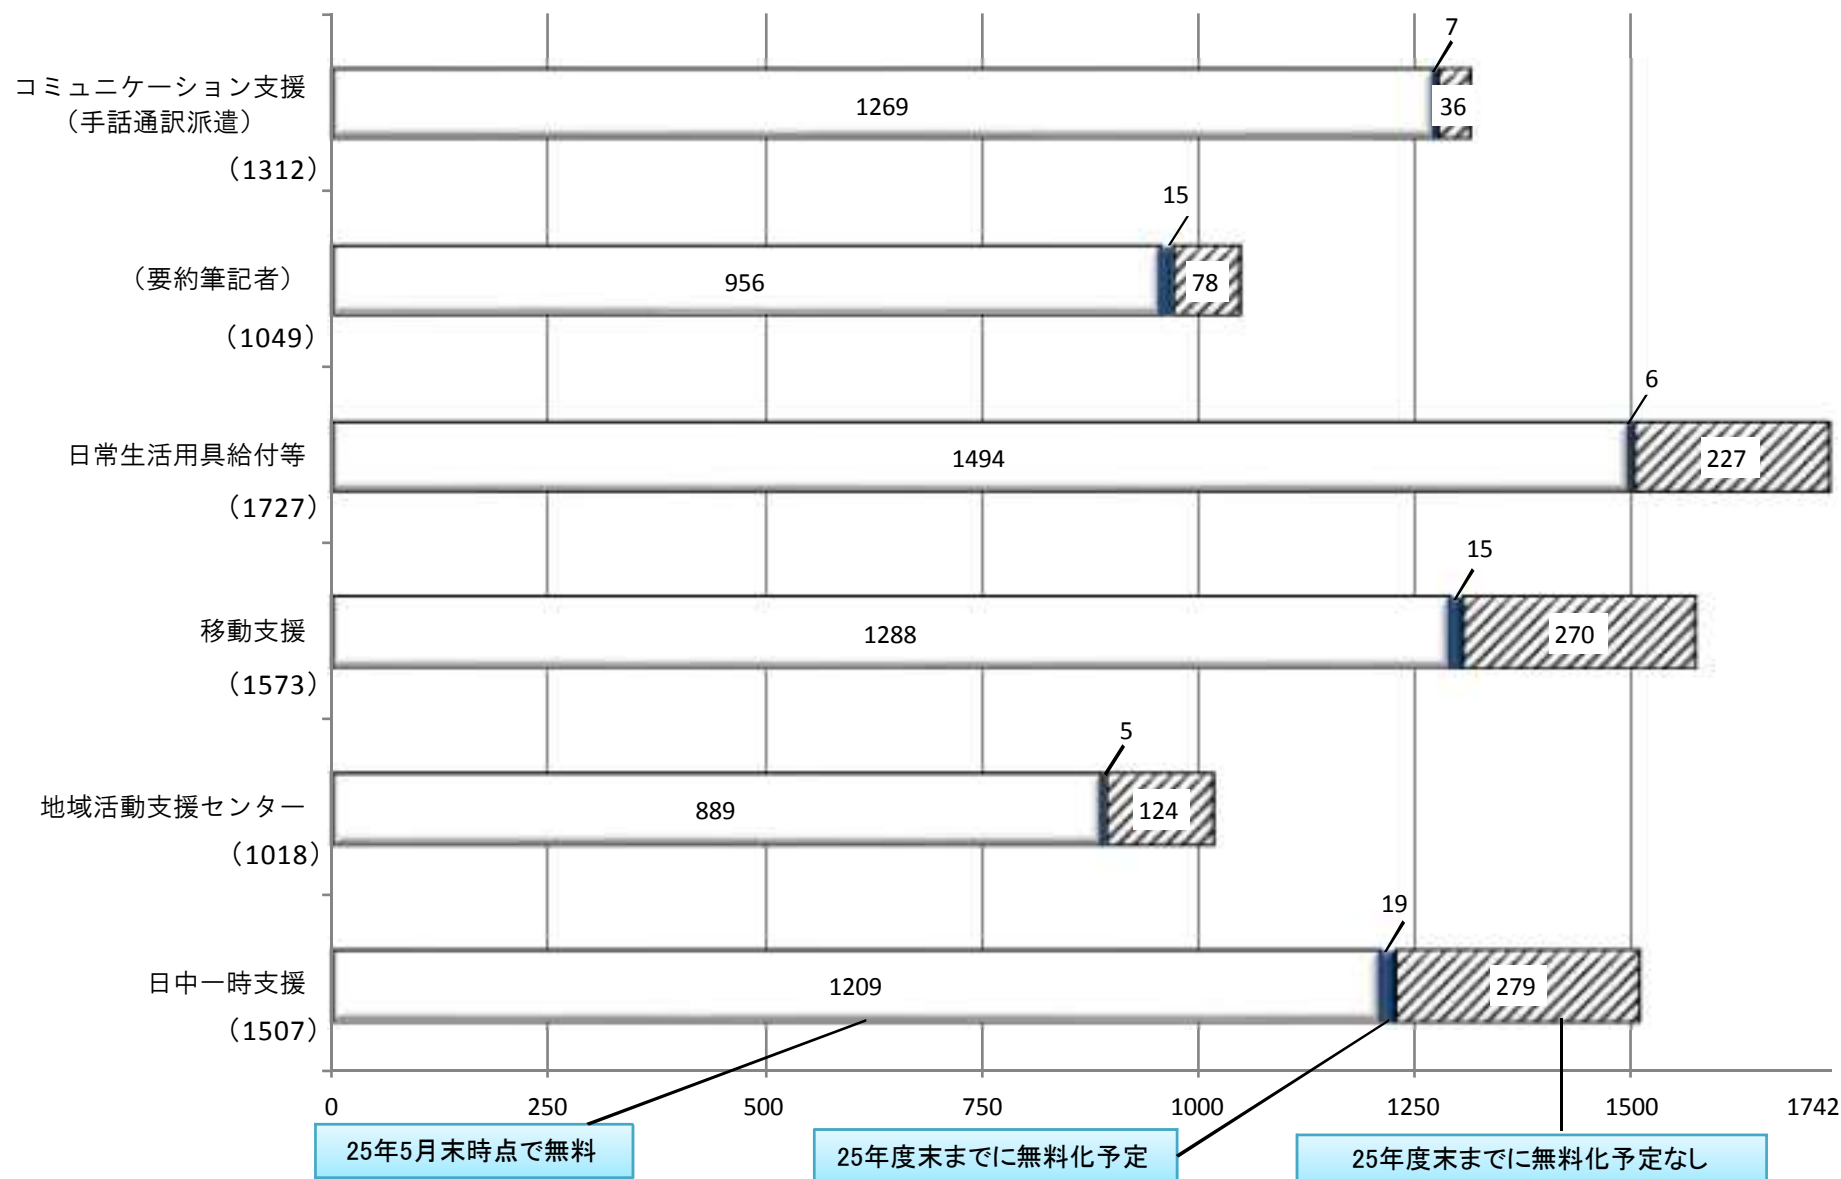 7
コミュニケーション支援
（手話通訳派遣）
1269
36
（1312）
15
（要約筆記者）
956
78
（1049）
6
日常生活用具給付等
1494
227
（1727）
15
移動支援
1288
270
（1573）
5
地域活動支援センター
889
124
（1018）
19
日中一時支援
1209
279
（1507）
0 250 500 750 1000 1250 1500 1742
25年5月末時点で無料
25年度末までに無料化予定
25年度末までに無料化予定なし